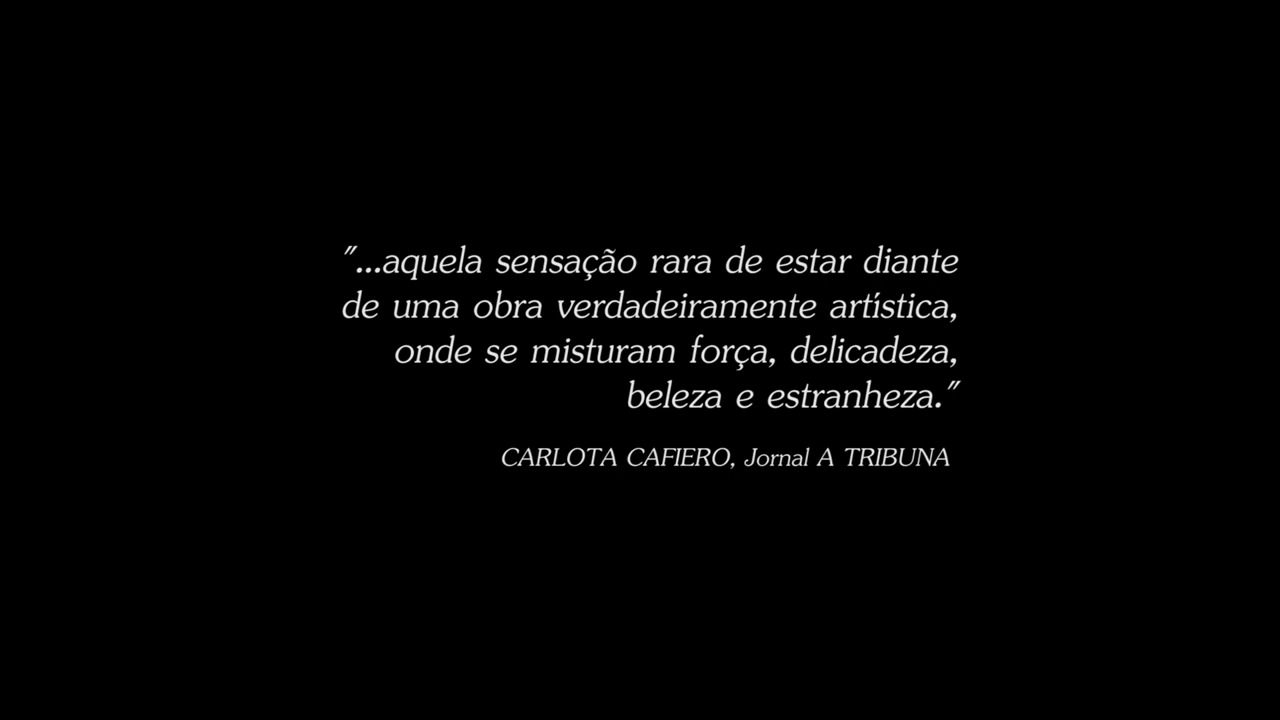 "...aquela sensação rara de estar diante
de uma obra verdadeiramente artística,
onde se misturam força, delicadeza,
beleza e estranheza."
CARLOTA CAFIERO, Jornal A TRIBUNA